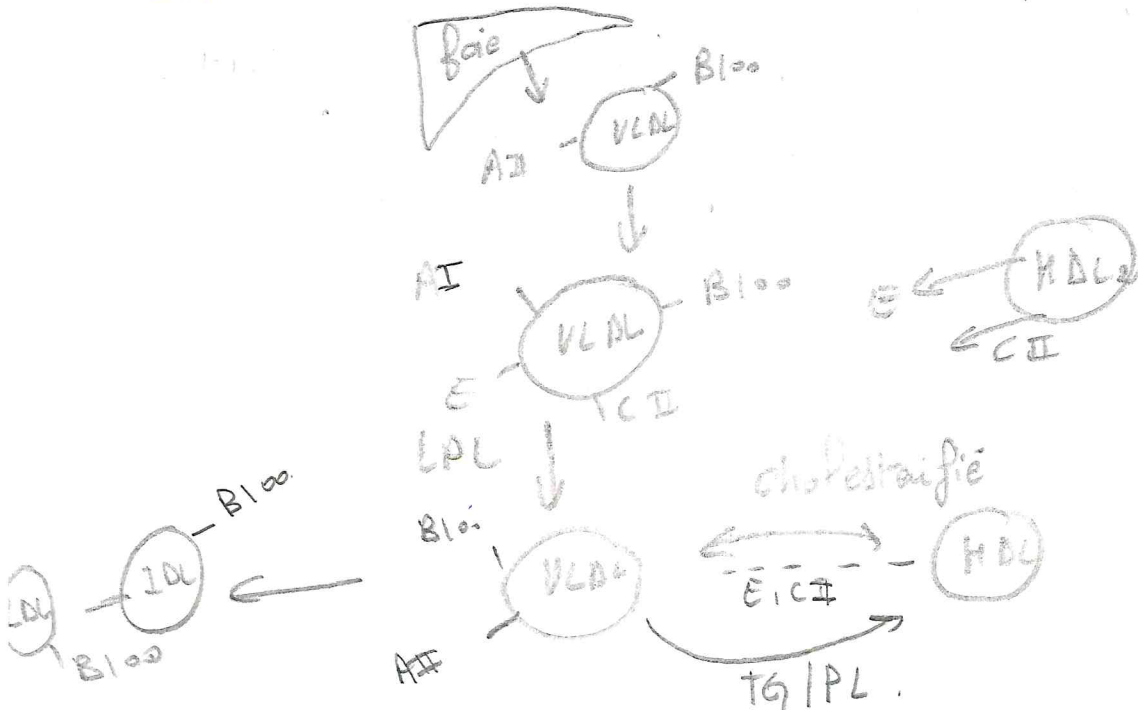 foie
B100
VLDL
AII
AI
B100
VLDL
E
CII
HDL
E
CII
LPL
cholestraifié
B100
VLDL
HDL
E, CII
AII
TG/PL.
B100
IDL
LDL
B100